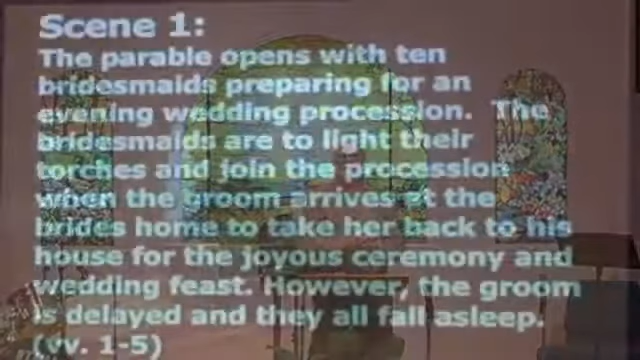 Scene 1:
The parable opens with ten
bridesmaids preparing for an
evening wedding procession. The
bridesmaids are to light their
torches and join the procession
when the groom arrives at the
brides home to take her back to his
house for the joyous ceremony and
wedding feast. However, the groom
is delayed and they all fall asleep.
(vv. 1-5)